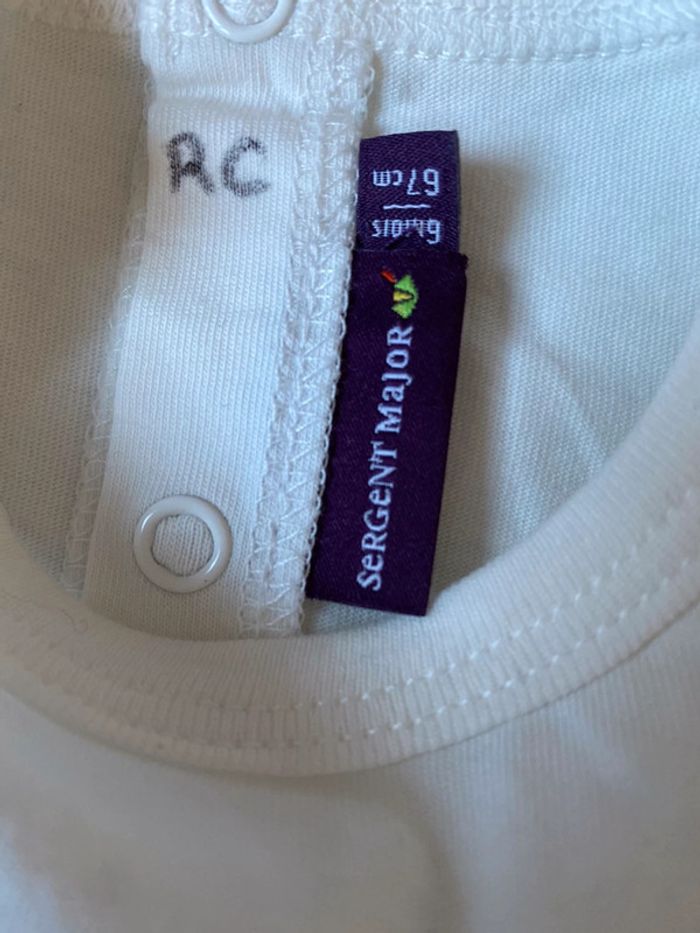 RC
67cm
6MOIS
SeRGeNT MaJoR